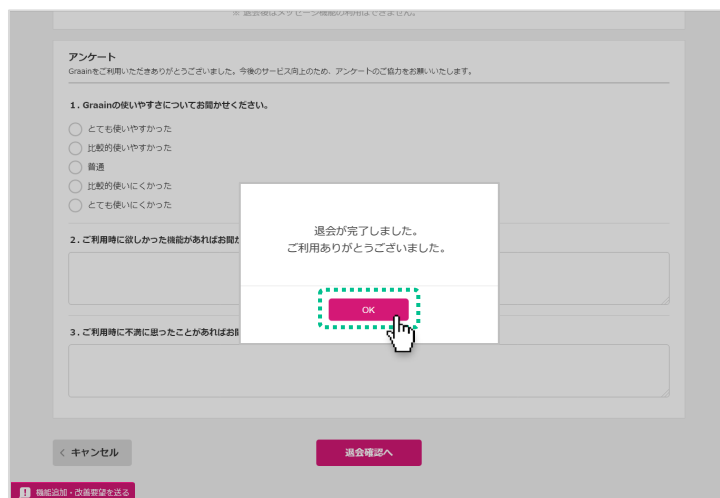 ※ 退会後はメッセージ機能の利用はできません。
アンケート
Graainをご利用いただきありがとうございました。今後のサービス向上のため、アンケートのご協力をお願いいたします。
1. Graainの使いやすさについてお聞かせください。
とても使いやすかった
比較的使いやすかった
普通
比較的使いにくかった
とても使いにくかった
2. ご利用時に欲しかった機能があればお聞か
3. ご利用時に不満に思ったことがあればお聞
退会が完了しました。
ご利用ありがとうございました。
OK
キャンセル
退会確認へ
機能追加・改善要望を送る